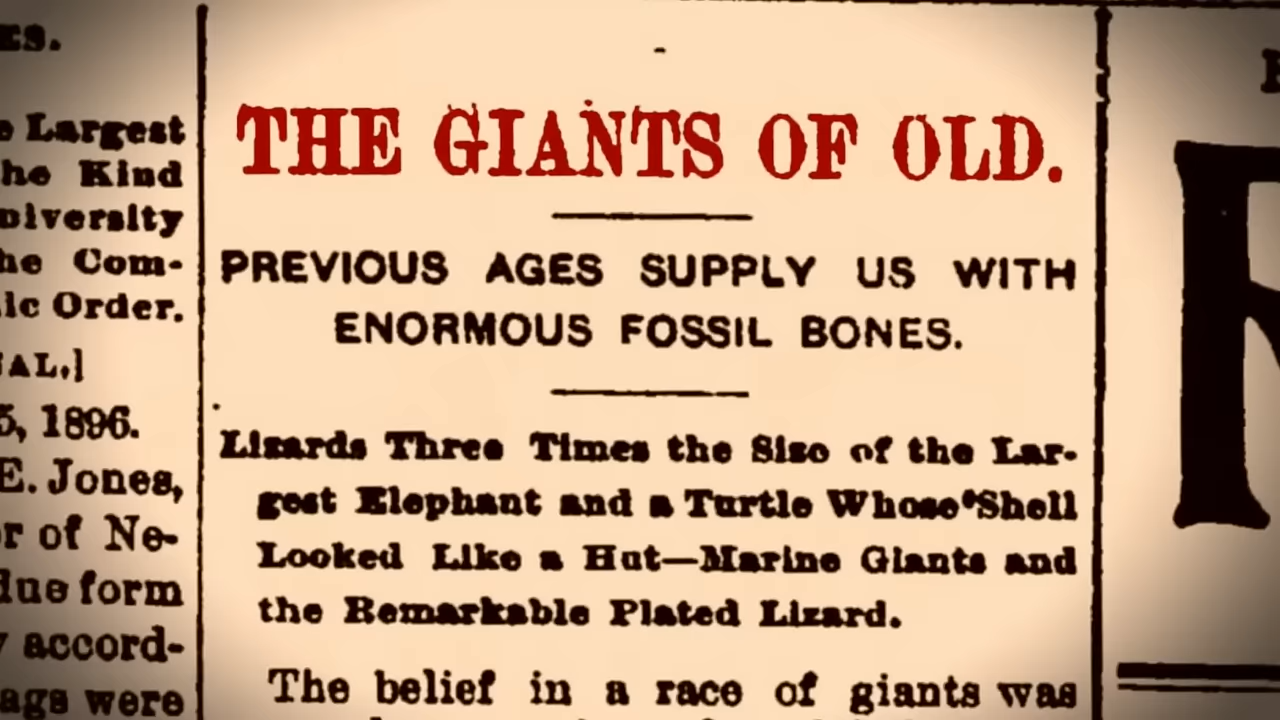 ES.
Largest
he Kind
niversity
he Com-
lic Order.
AL.]
5, 1896.
E. Jones,
r of Ne-
due form
accord-
ags were
THE GIANTS OF OLD.
PREVIOUS AGES SUPPLY US WITH
ENORMOUS FOSSIL BONES.
Lizards Three Times the Size of the Lar-
gest Elephant and a Turtle Whose Shell
Looked Like a Hut—Marine Giants and
the Remarkable Plated Lizard.
The belief in a race of giants was